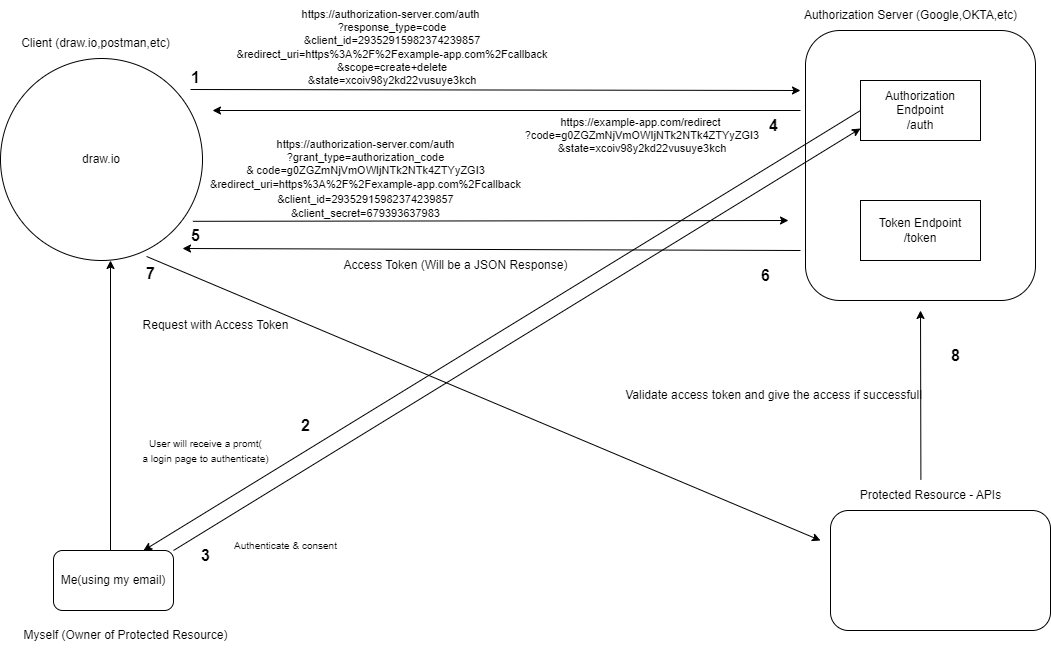 https://authorization-server.com/auth
?response_type=code
&client_id=29352915982374239857
&redirect_uri=https%3A%2F%2Fexample-app.com%2Fcallback
&scope=create+delete
&state=xcoiv98y2kd22vusuye3kch
Authorization Server (Google,OKTA,etc)
Client (draw.io,postman,etc)
1
draw.io
Authorization
Endpoint
/auth
4
https://example-app.com/redirect
?code=g0ZGZmNjVmOWIjNTk2NTk4ZTYyZGI3
&state=xcoiv98y2kd22vusuye3kch
https://authorization-server.com/auth
?grant_type=authorization_code
& code=g0ZGZmNjVmOWIjNTk2NTk4ZTYyZGI3
&redirect_uri=https%3A%2F%2Fexample-app.com%2Fcallback
&client_id=29352915982374239857
&client_secret=679393637983
Token Endpoint
/token
5
Access Token (Will be a JSON Response)
6
7
Request with Access Token
8
Validate access token and give the access if successfull
2
User will receive a promt(
a login page to authenticate)
Protected Resource - APIs
3
Authenticate & consent
Me(using my email)
Myself (Owner of Protected Resource)